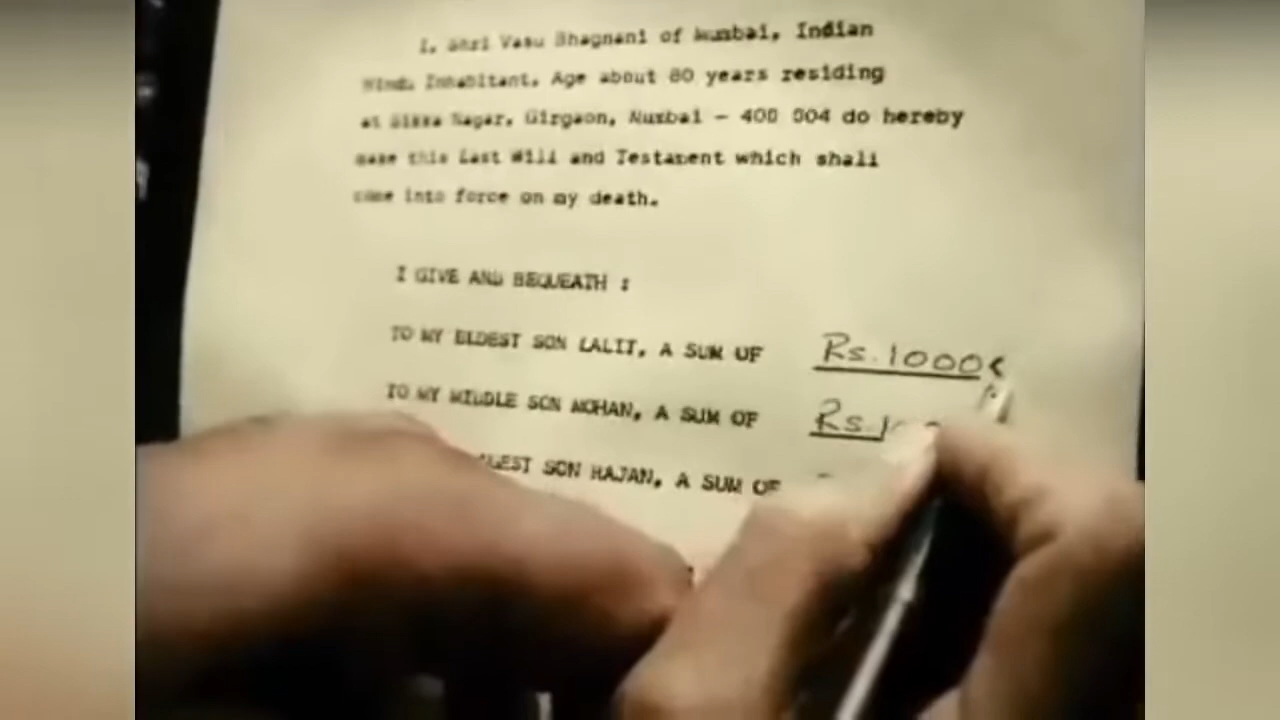 I, Shri Vasu Bhagnani of Mumbai, Indian
Hindu Inhabitant, Age about 80 years residing
at Sikka Nagar, Girgaon, Mumbai - 400 004 do hereby
make this Last Will and Testament which shall
come into force on my death.
I GIVE AND BEQUEATH :
TO MY ELDEST SON LALIT, A SUM OF Rs. 1000
TO MY MIDDLE SON MOHAN, A SUM OF Rs.
SON RAJAN, A SUM OF